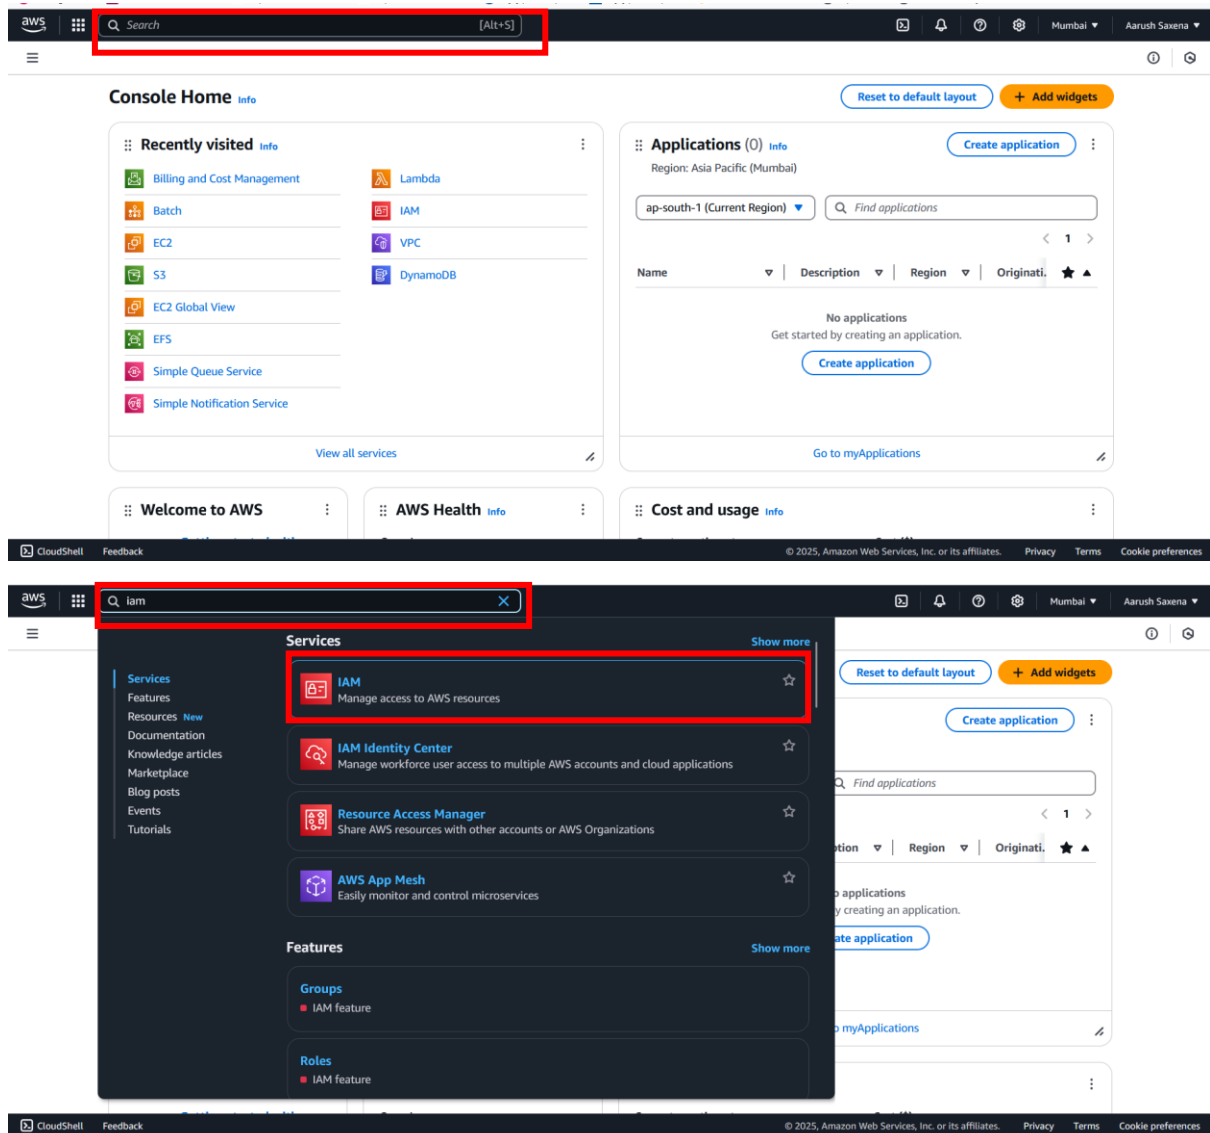 aws
Search [Alt+S]
Mumbai ▼ Aarush Saxena ▼
Console Home Info
Reset to default layout
+ Add widgets
Recently visited Info
Billing and Cost Management
Batch
EC2
S3
EC2 Global View
EFS
Simple Queue Service
Simple Notification Service
Lambda
IAM
VPC
DynamoDB
View all services
Applications (0) Info
Create application
Region: Asia Pacific (Mumbai)
ap-south-1 (Current Region) ▼
Find applications
< 1 >
Name Description Region Originati.
No applications
Get started by creating an application.
Create application
Go to myApplications
Welcome to AWS
AWS Health Info
Cost and usage Info
CloudShell Feedback
© 2025, Amazon Web Services, Inc. or its affiliates. Privacy Terms Cookie preferences
aws
iam
Mumbai ▼ Aarush Saxena ▼
Services
Features
Resources New
Documentation
Knowledge articles
Marketplace
Blog posts
Events
Tutorials
Services Show more
IAM
Manage access to AWS resources
IAM Identity Center
Manage workforce user access to multiple AWS accounts and cloud applications
Resource Access Manager
Share AWS resources with other accounts or AWS Organizations
AWS App Mesh
Easily monitor and control microservices
Features Show more
Groups
IAM feature
Roles
IAM feature
Reset to default layout
+ Add widgets
Create application
Find applications
< 1 >
Region Originati.
applications
creating an application.
application
myApplications
CloudShell Feedback
© 2025, Amazon Web Services, Inc. or its affiliates. Privacy Terms Cookie preferences